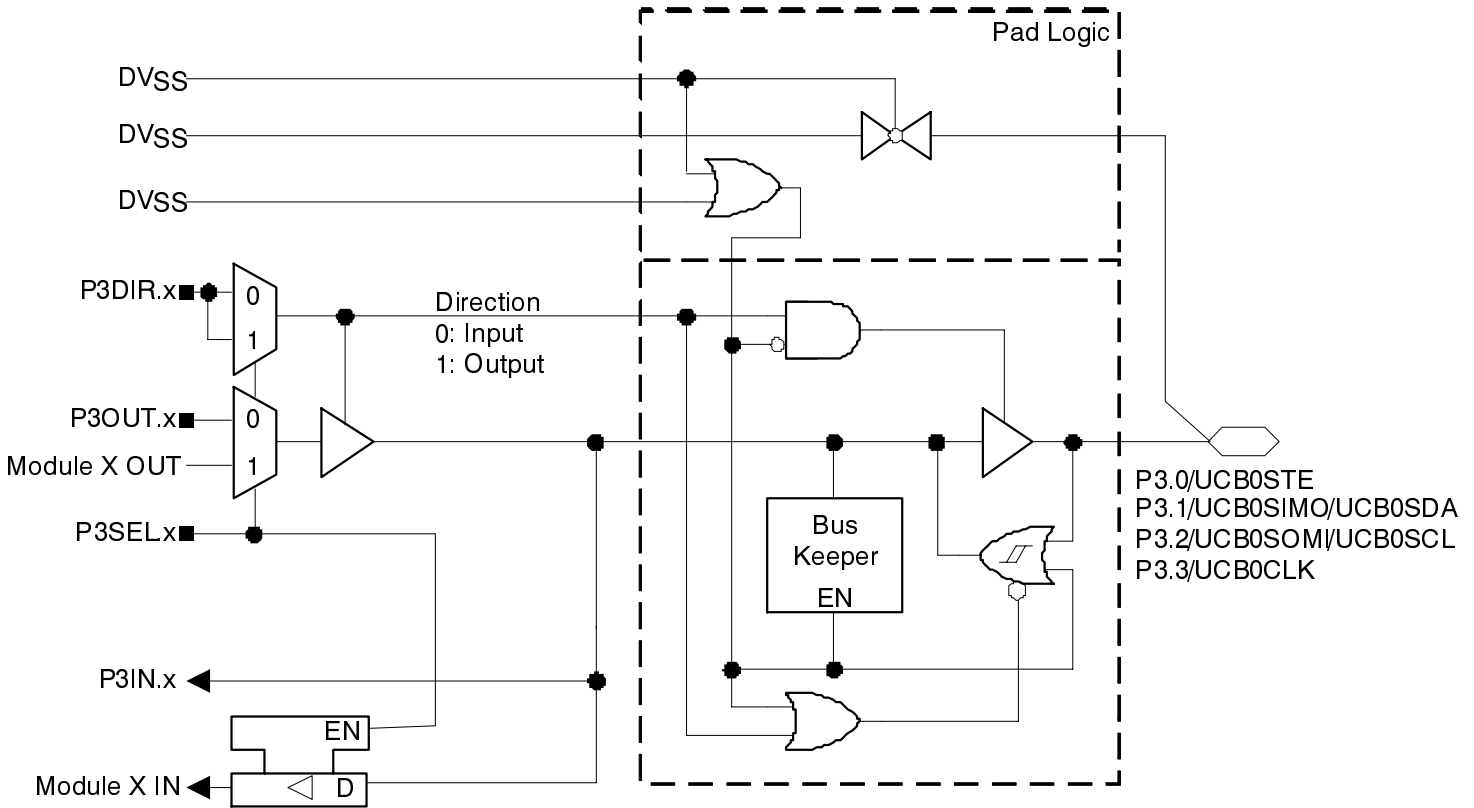 Pad Logic
DVSS
DVSS
DVSS
P3DIR.x
0
1
Direction
0: Input
1: Output
P3OUT.x
0
Module X OUT
1
P3SELx
Bus
Keeper
EN
P3.0/UCB0STE
P3.1/UCB0SIMO/UCB0SDA
P3.2/UCB0SOMI/UCB0SCL
P3.3/UCB0CLK
P3IN.x
EN
Module X IN
D